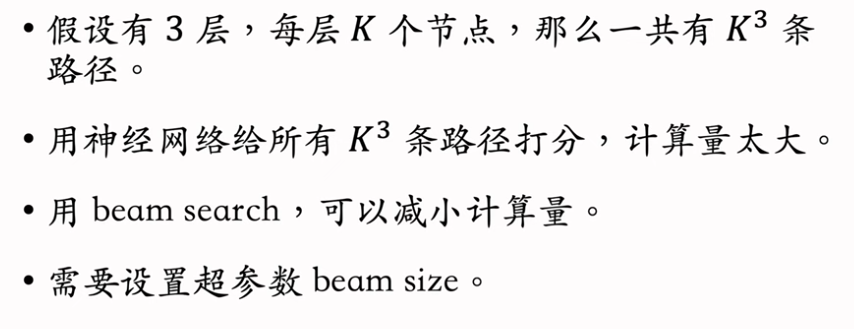 • 假设有 3 层，每层 K 个节点，那么一共有 K³ 条
路径。
• 用神经网络给所有 K³ 条路径打分，计算量太大。
• 用 beam search，可以减小计算量。
• 需要设置超参数 beam size。